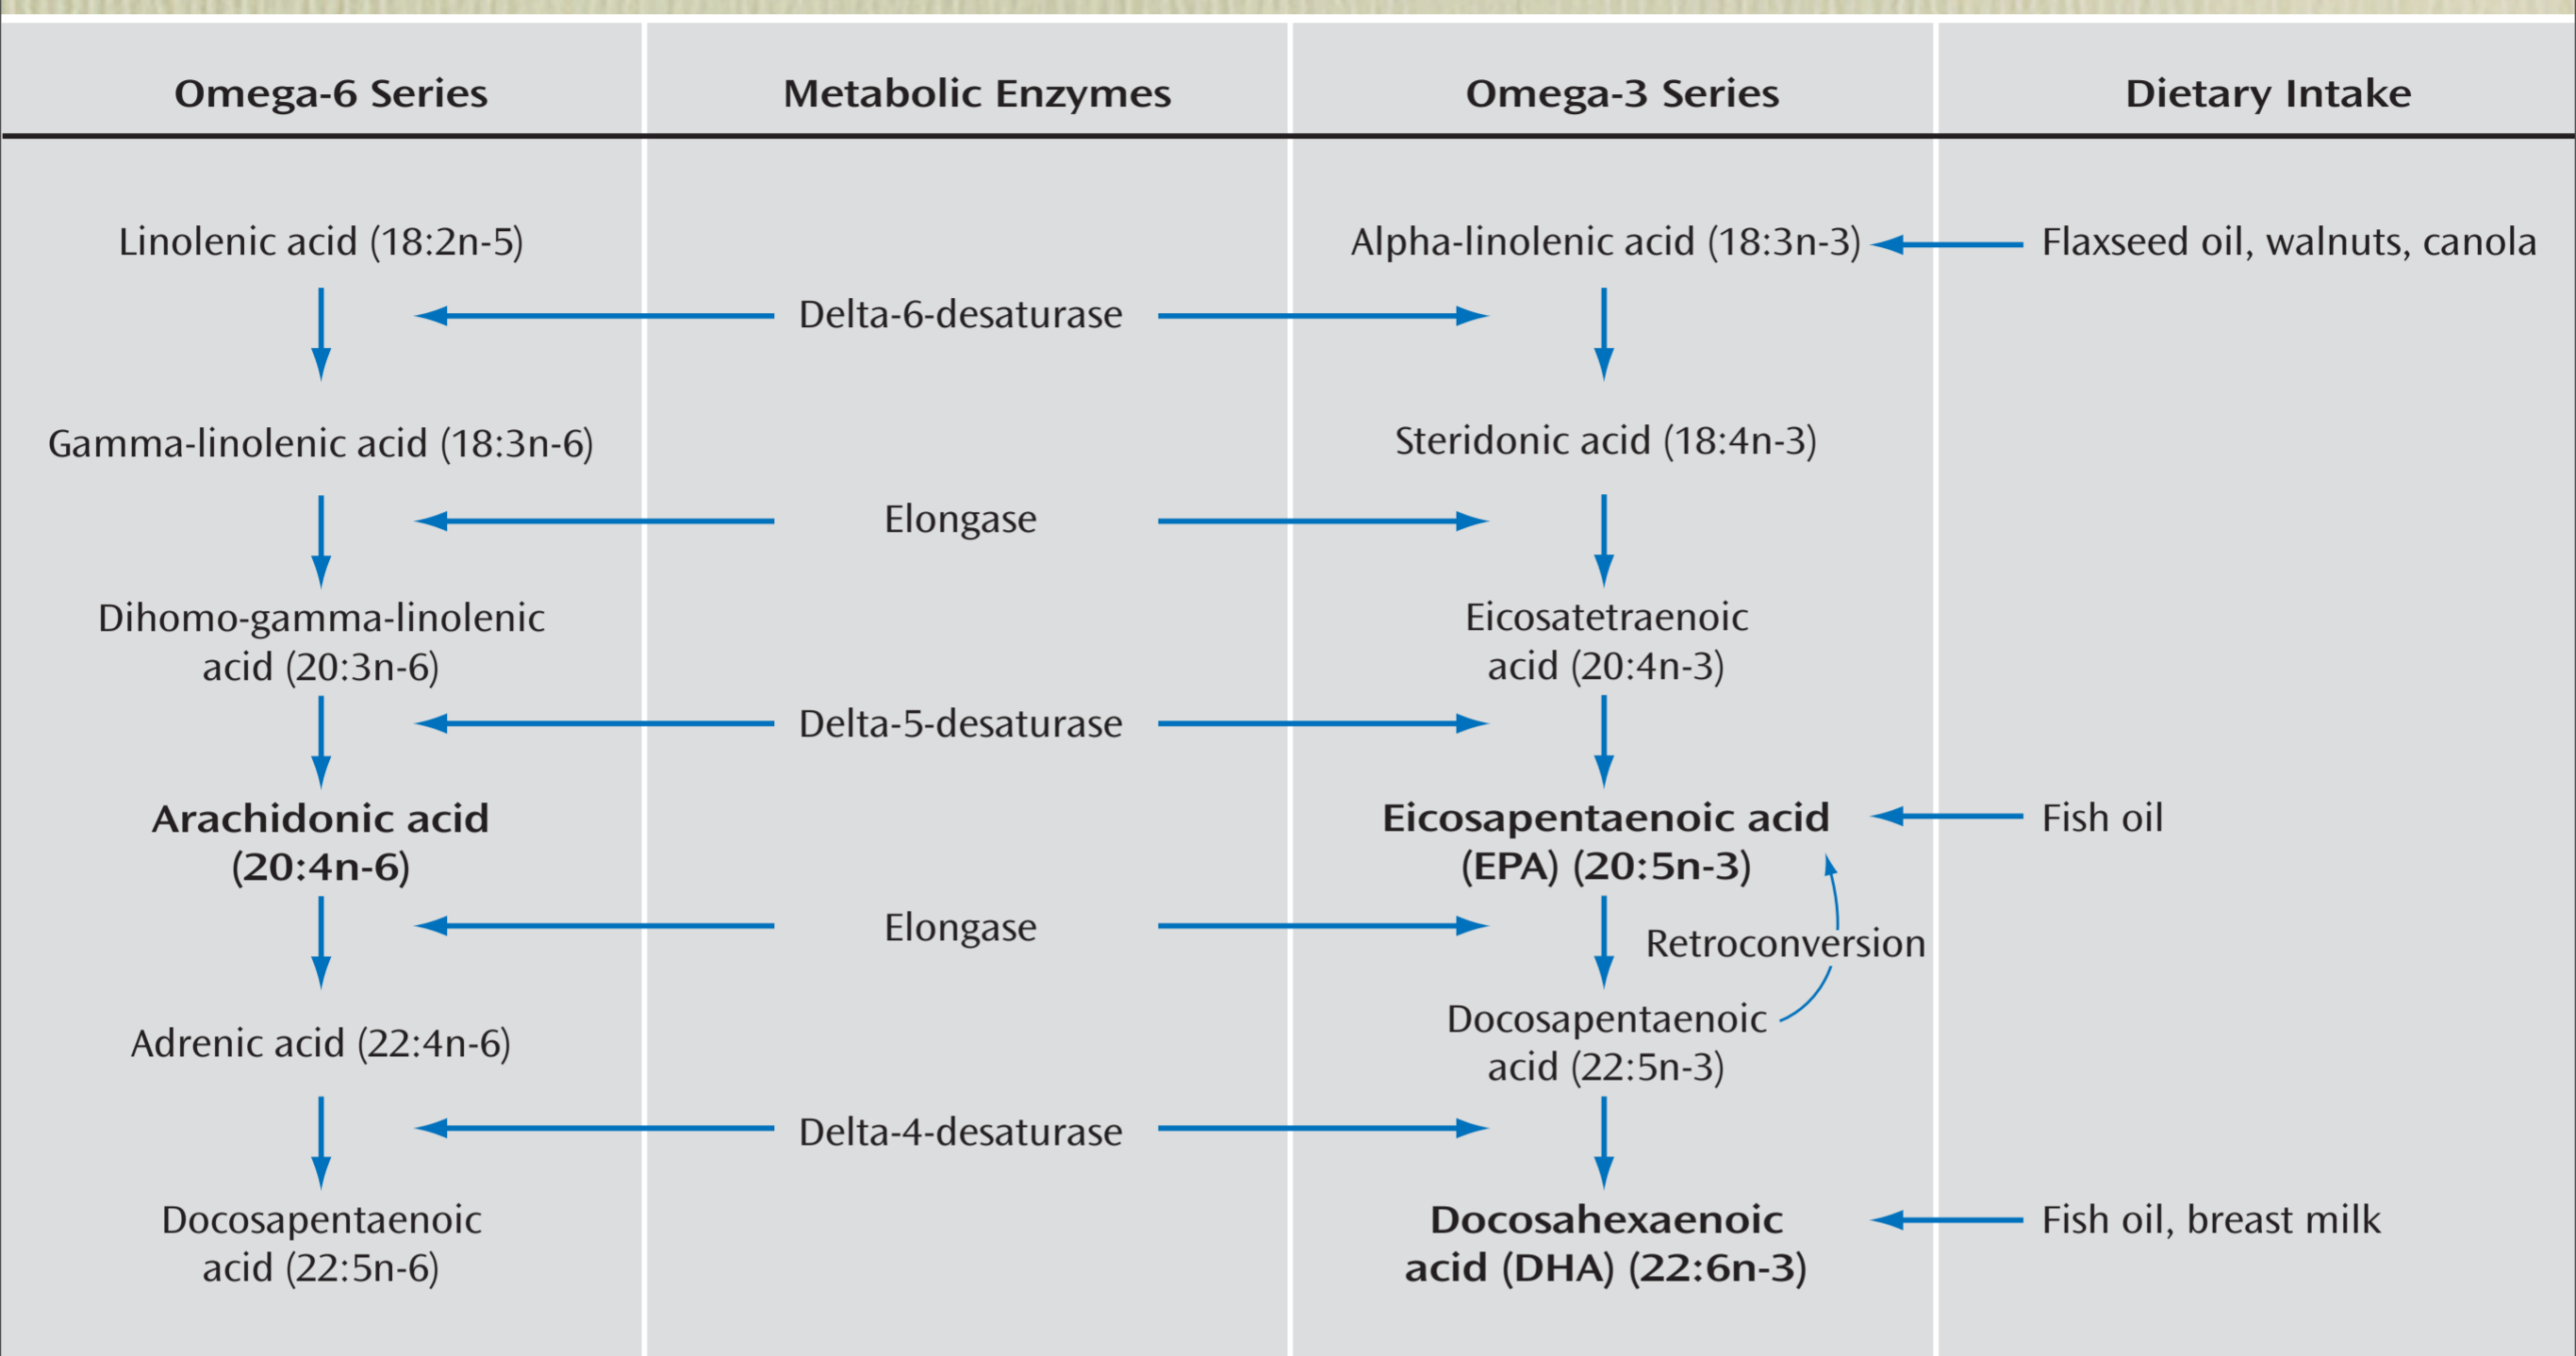 Omega-6 Series
Metabolic Enzymes
Omega-3 Series
Dietary Intake
Linolenic acid (18:2n-5)
Alpha-linolenic acid (18:3n-3)
Flaxseed oil, walnuts, canola
Delta-6-desaturase
Gamma-linolenic acid (18:3n-6)
Steridonic acid (18:4n-3)
Elongase
Dihomo-gamma-linolenic
acid (20:3n-6)
Eicosatetraenoic
acid (20:4n-3)
Delta-5-desaturase
Arachidonic acid
(20:4n-6)
Eicosapentaenoic acid
(EPA) (20:5n-3)
Fish oil
Elongase
Retroconversion
Adrenic acid (22:4n-6)
Docosapentaenoic
acid (22:5n-3)
Delta-4-desaturase
Docosapentaenoic
acid (22:5n-6)
Docosahexaenoic
acid (DHA) (22:6n-3)
Fish oil, breast milk